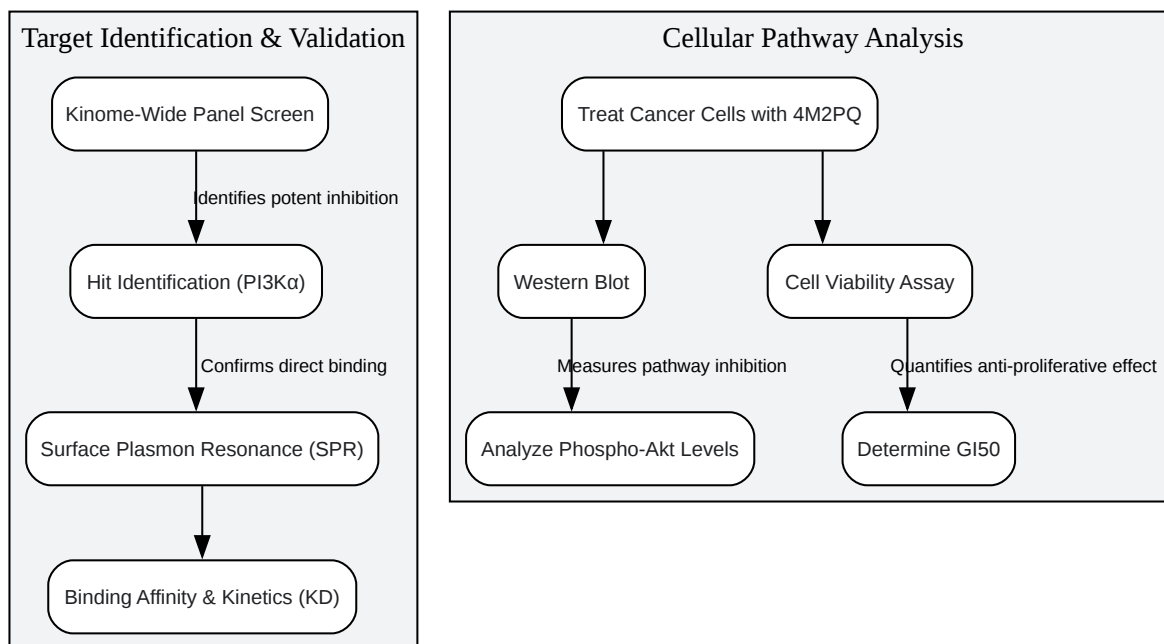 Target Identification & Validation
Kinome-Wide Panel Screen
Identifies potent inhibition
Hit Identification (PI3Kα)
Confirms direct binding
Surface Plasmon Resonance (SPR)
Binding Affinity & Kinetics (KD)
Cellular Pathway Analysis
Treat Cancer Cells with 4M2PQ
Western Blot
Cell Viability Assay
Measures pathway inhibition
Quantifies anti-proliferative effect
Analyze Phospho-Akt Levels
Determine GI50